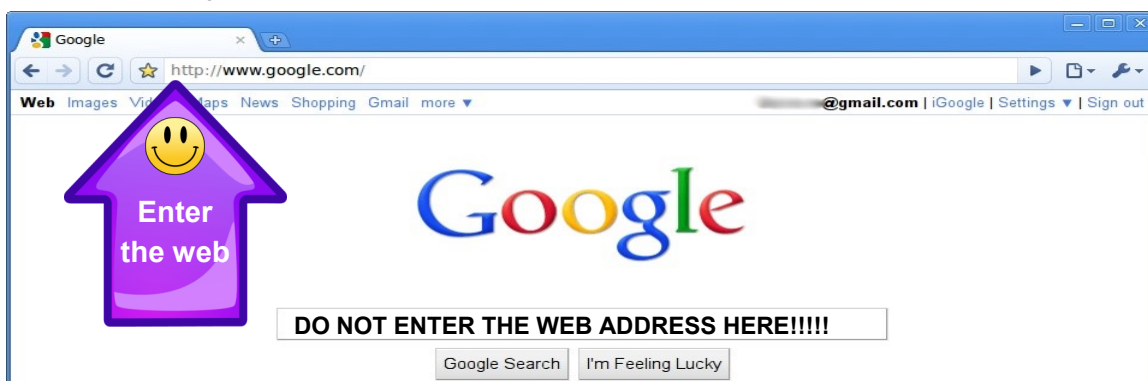 Google
http://www.google.com/
Web Images Maps News Shopping Gmail more ▼ @gmail.com | iGoogle | Settings ▼ | Sign out
Enter
the web
Google
DO NOT ENTER THE WEB ADDRESS HERE!!!!!
Google Search I'm Feeling Lucky